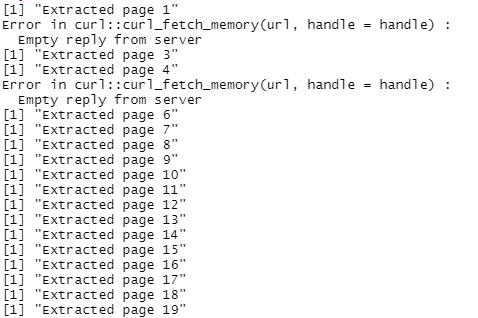 [1] "Extracted page 1"
Error in curl::curl_fetch_memory(url, handle = handle) :
  Empty reply from server
[1] "Extracted page 3"
[1] "Extracted page 4"
Error in curl::curl_fetch_memory(url, handle = handle) :
  Empty reply from server
[1] "Extracted page 6"
[1] "Extracted page 7"
[1] "Extracted page 8"
[1] "Extracted page 9"
[1] "Extracted page 10"
[1] "Extracted page 11"
[1] "Extracted page 12"
[1] "Extracted page 13"
[1] "Extracted page 14"
[1] "Extracted page 15"
[1] "Extracted page 16"
[1] "Extracted page 17"
[1] "Extracted page 18"
[1] "Extracted page 19"